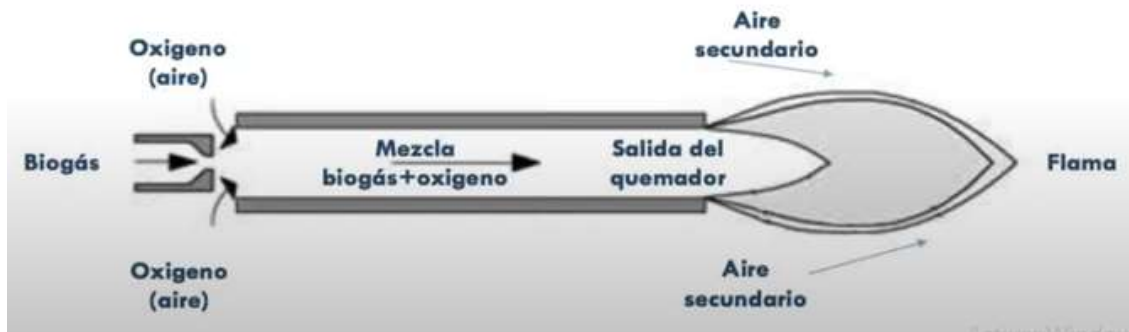 Aire
secundario
Oxigeno
(aire)
Biogás
Mezcla
biogás+oxigeno
Salida del
quemador
Flama
Oxigeno
(aire)
Aire
secundario